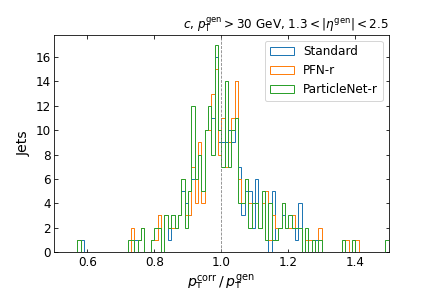 c, p_T^gen > 30 GeV, 1.3 < |η^gen| < 2.5
Standard
PFN-r
ParticleNet-r
Jets
16
14
12
10
8
6
4
2
0
0.6 0.8 1.0 1.2 1.4
p_T^corr / p_T^gen